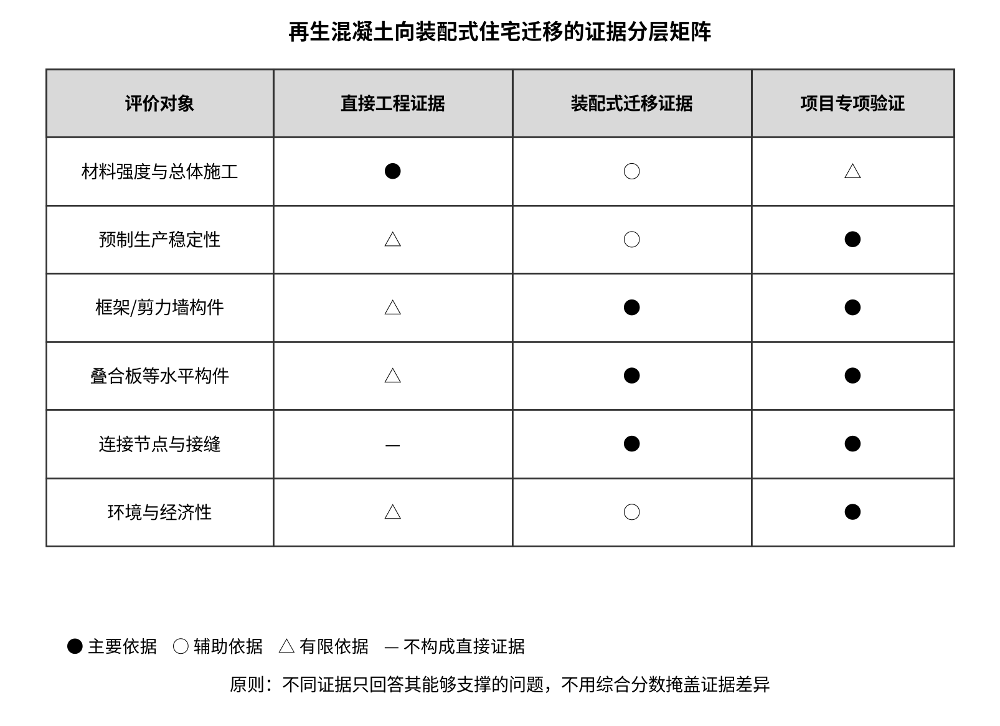 再生混凝土向装配式住宅迁移的证据分层矩阵
评价对象 直接工程证据 装配式迁移证据 项目专项验证
材料强度与总体施工 ● ○ △
预制生产稳定性 △ ○ ●
框架/剪力墙构件 △ ● ●
叠合板等水平构件 △ ● ●
连接节点与接缝 — ● ●
环境与经济性 △ ○ ●
● 主要依据 ○ 辅助依据 △ 有限依据 — 不构成直接证据
原则：不同证据只回答其能够支撑的问题，不用综合分数掩盖证据差异